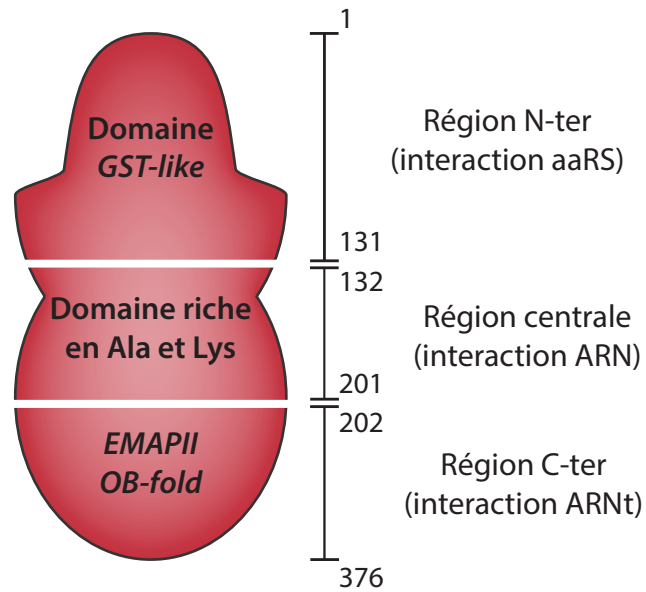 1
Domaine
GST-like
Région N-ter
(interaction aaRS)
131
132
Domaine riche
en Ala et Lys
Région centrale
(interaction ARN)
201
202
EMAPII
OB-fold
Région C-ter
(interaction ARNt)
376